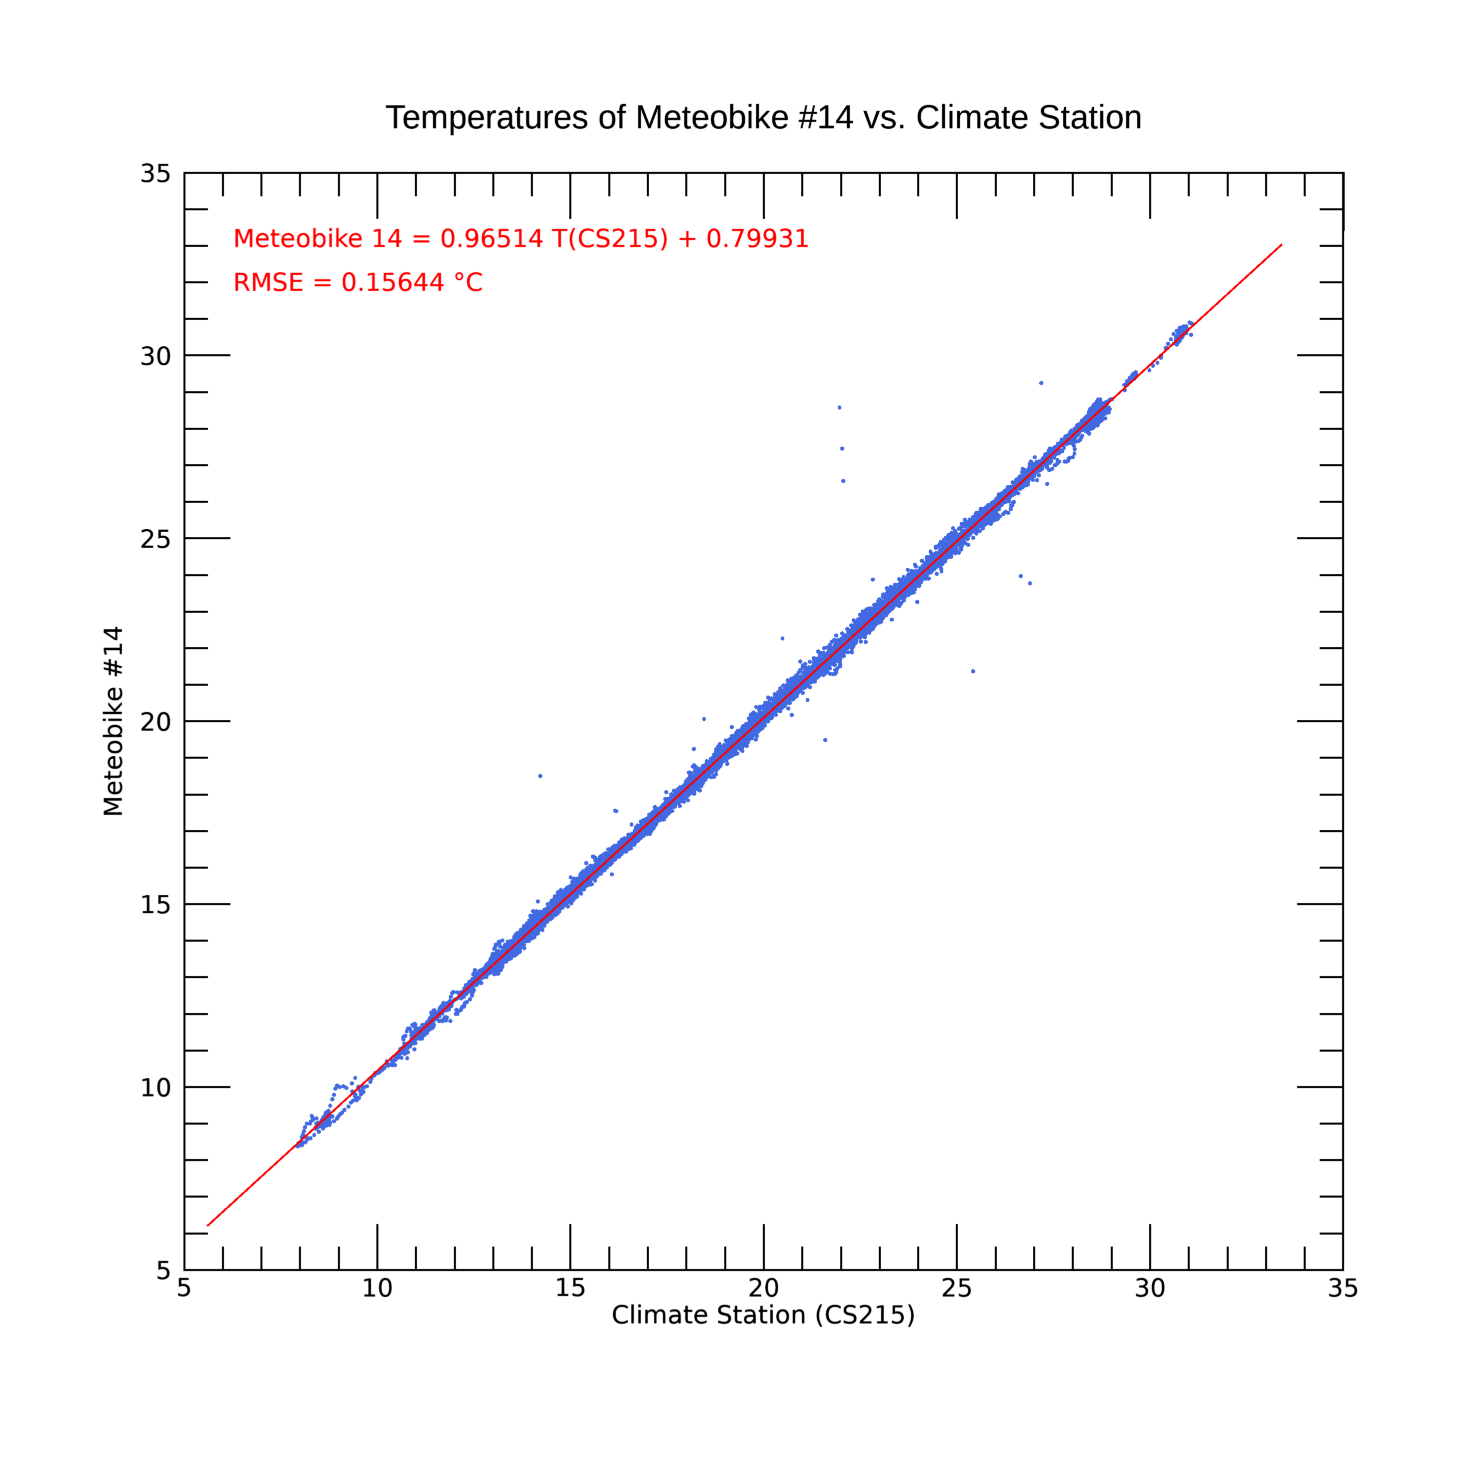 Temperatures of Meteobike #14 vs. Climate Station
35
Meteobike 14 = 0.96514 T(CS215) + 0.79931
RMSE = 0.15644 °C
30
25
20
15
10
5
Meteobike #14
5 10 15 20 25 30 35
Climate Station (CS215)